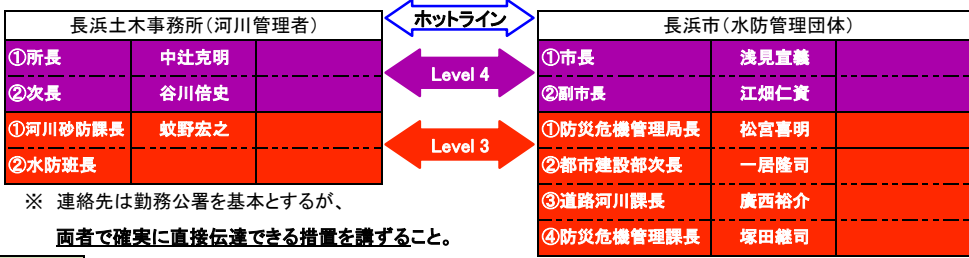 長浜土木事務所（河川管理者）
ホットライン
長浜市（水防管理団体）
①所長 中辻克明
②次長 谷川倍史
①河川砂防課長 蚊野宏之
②水防班長
Level 4
Level 3
①市長 浅見宣義
②副市長 江畑仁資
①防災危機管理局長 松宮喜明
②都市建設部次長 一居隆司
③道路河川課長 廣西裕介
④防災危機管理課長 塚田継司
※ 連絡先は勤務公署を基本とするが、
両者で確実に直接伝達できる措置を講ずること。